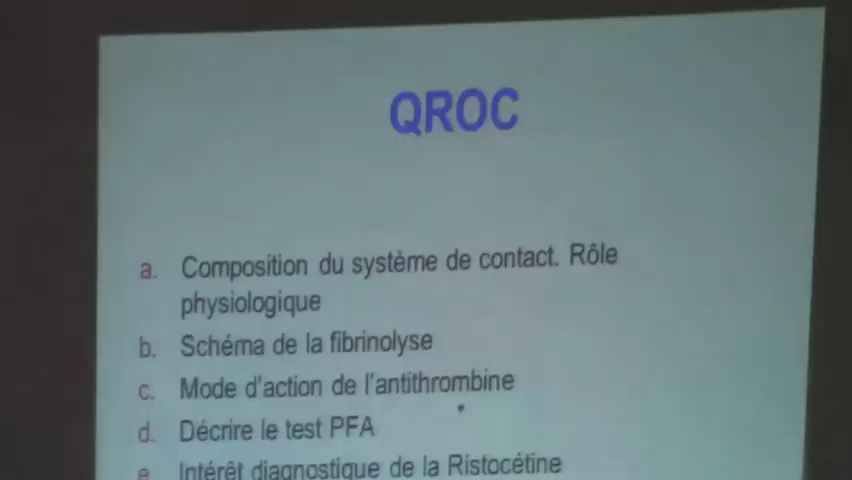 QROC
a. Composition du système de contact. Rôle
physiologique
b. Schéma de la fibrinolyse
c. Mode d'action de l'antithrombine
d. Décrire le test PFA
e. Intérêt diagnostique de la Ristocétine